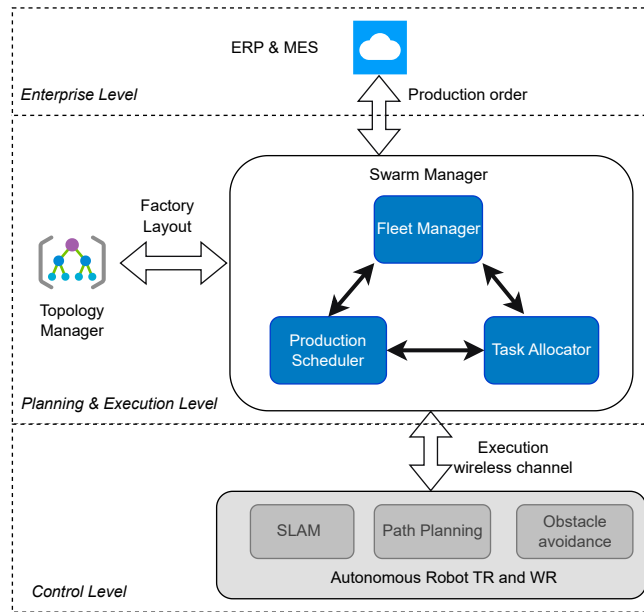 ERP & MES
Enterprise Level
Production order
Swarm Manager
Fleet Manager
Factory
Layout
Topology
Manager
Production
Scheduler
Task Allocator
Planning & Execution Level
Execution
wireless channel
SLAM
Path Planning
Obstacle
avoidance
Autonomous Robot TR and WR
Control Level